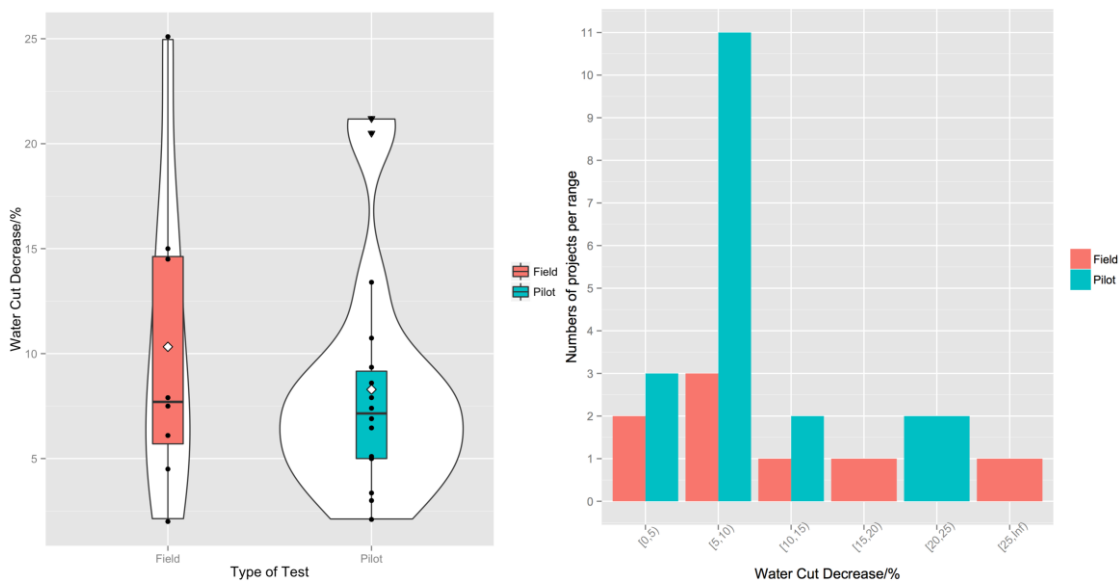 25
20
15
10
5
Water Cut Decrease/%
Field
Pilot
Type of Test
Field
Pilot
11
10
9
8
7
6
5
4
3
2
1
0
Numbers of projects per range
[0,5)
[5,10)
[10,15)
[15,20)
[20,25)
[25,Inf)
Water Cut Decrease/%
Field
Pilot